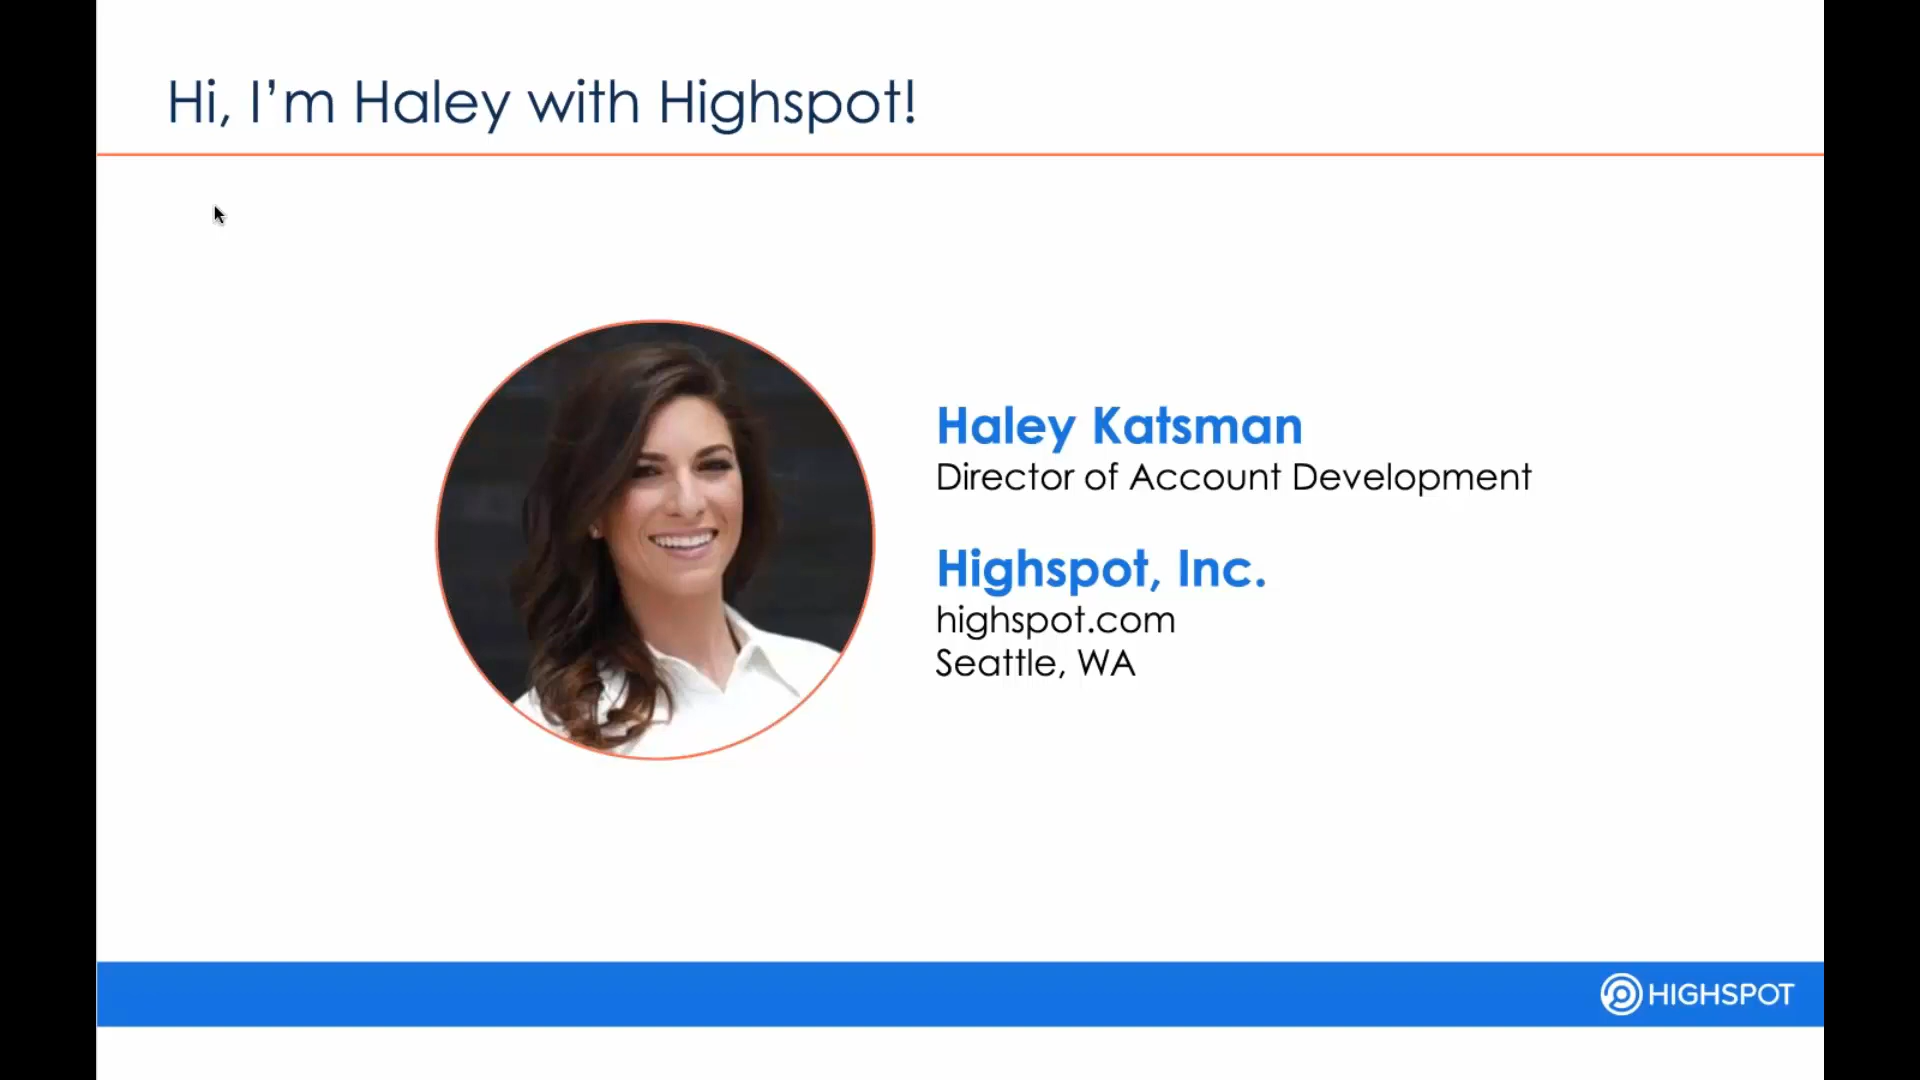 Hi, I’m Haley with Highspot!
Haley Katsman
Director of Account Development
Highspot, Inc.
highspot.com
Seattle, WA
HIGHSPOT